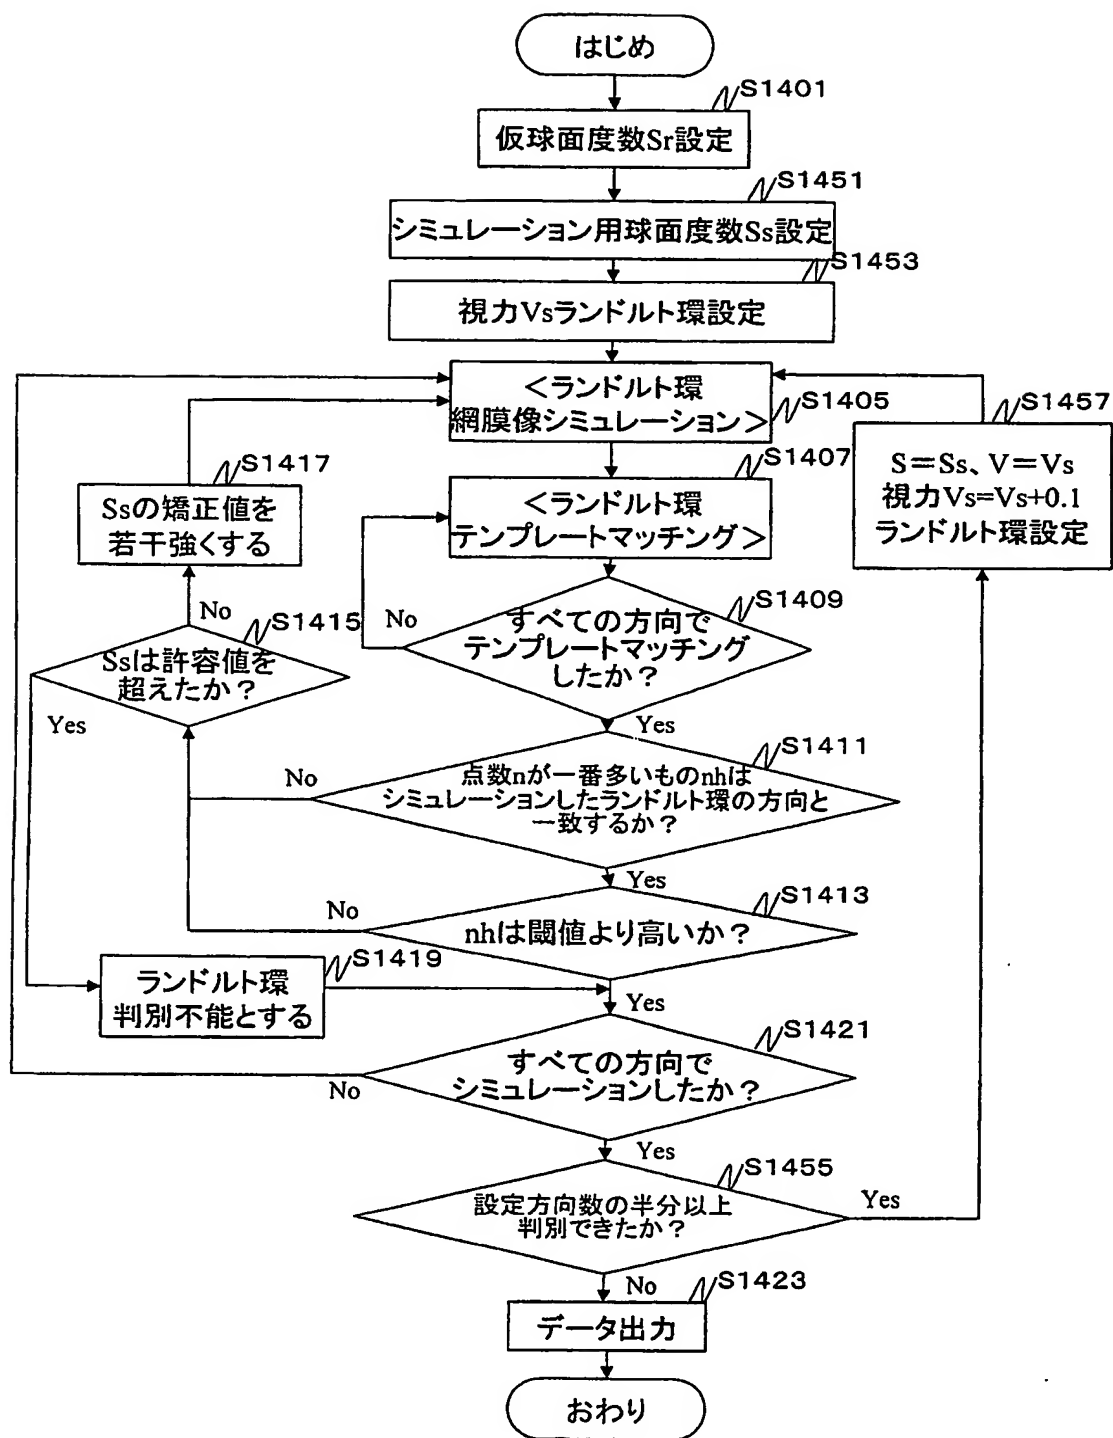 はじめ
S1401
仮球面度数Sr設定
S1451
シミュレーション用球面度数Ss設定
S1453
視力Vsランドルト環設定
<ランドルト環
網膜像シミュレーション>
S1405
S1457
S=Ss、V=Vs
視力Vs=Vs+0.1
ランドルト環設定
S1417
Ssの矯正値を
若干強くする
S1407
<ランドルト環
テンプレートマッチング>
No
S1415
Ssは許容値を
超えたか?
Yes
No
S1409
すべての方向で
テンプレートマッチング
したか?
Yes
No
S1411
点数nが一番多いものnhは
シミュレーションしたランドルト環の方向と
一致するか?
Yes
No
S1413
nhは閾値より高いか?
S1419
ランドルト環
判別不能とする
Yes
S1421
すべての方向で
シミュレーションしたか?
No
Yes
S1455
設定方向数の半分以上
判別できたか?
Yes
No
S1423
データ出力
おわり